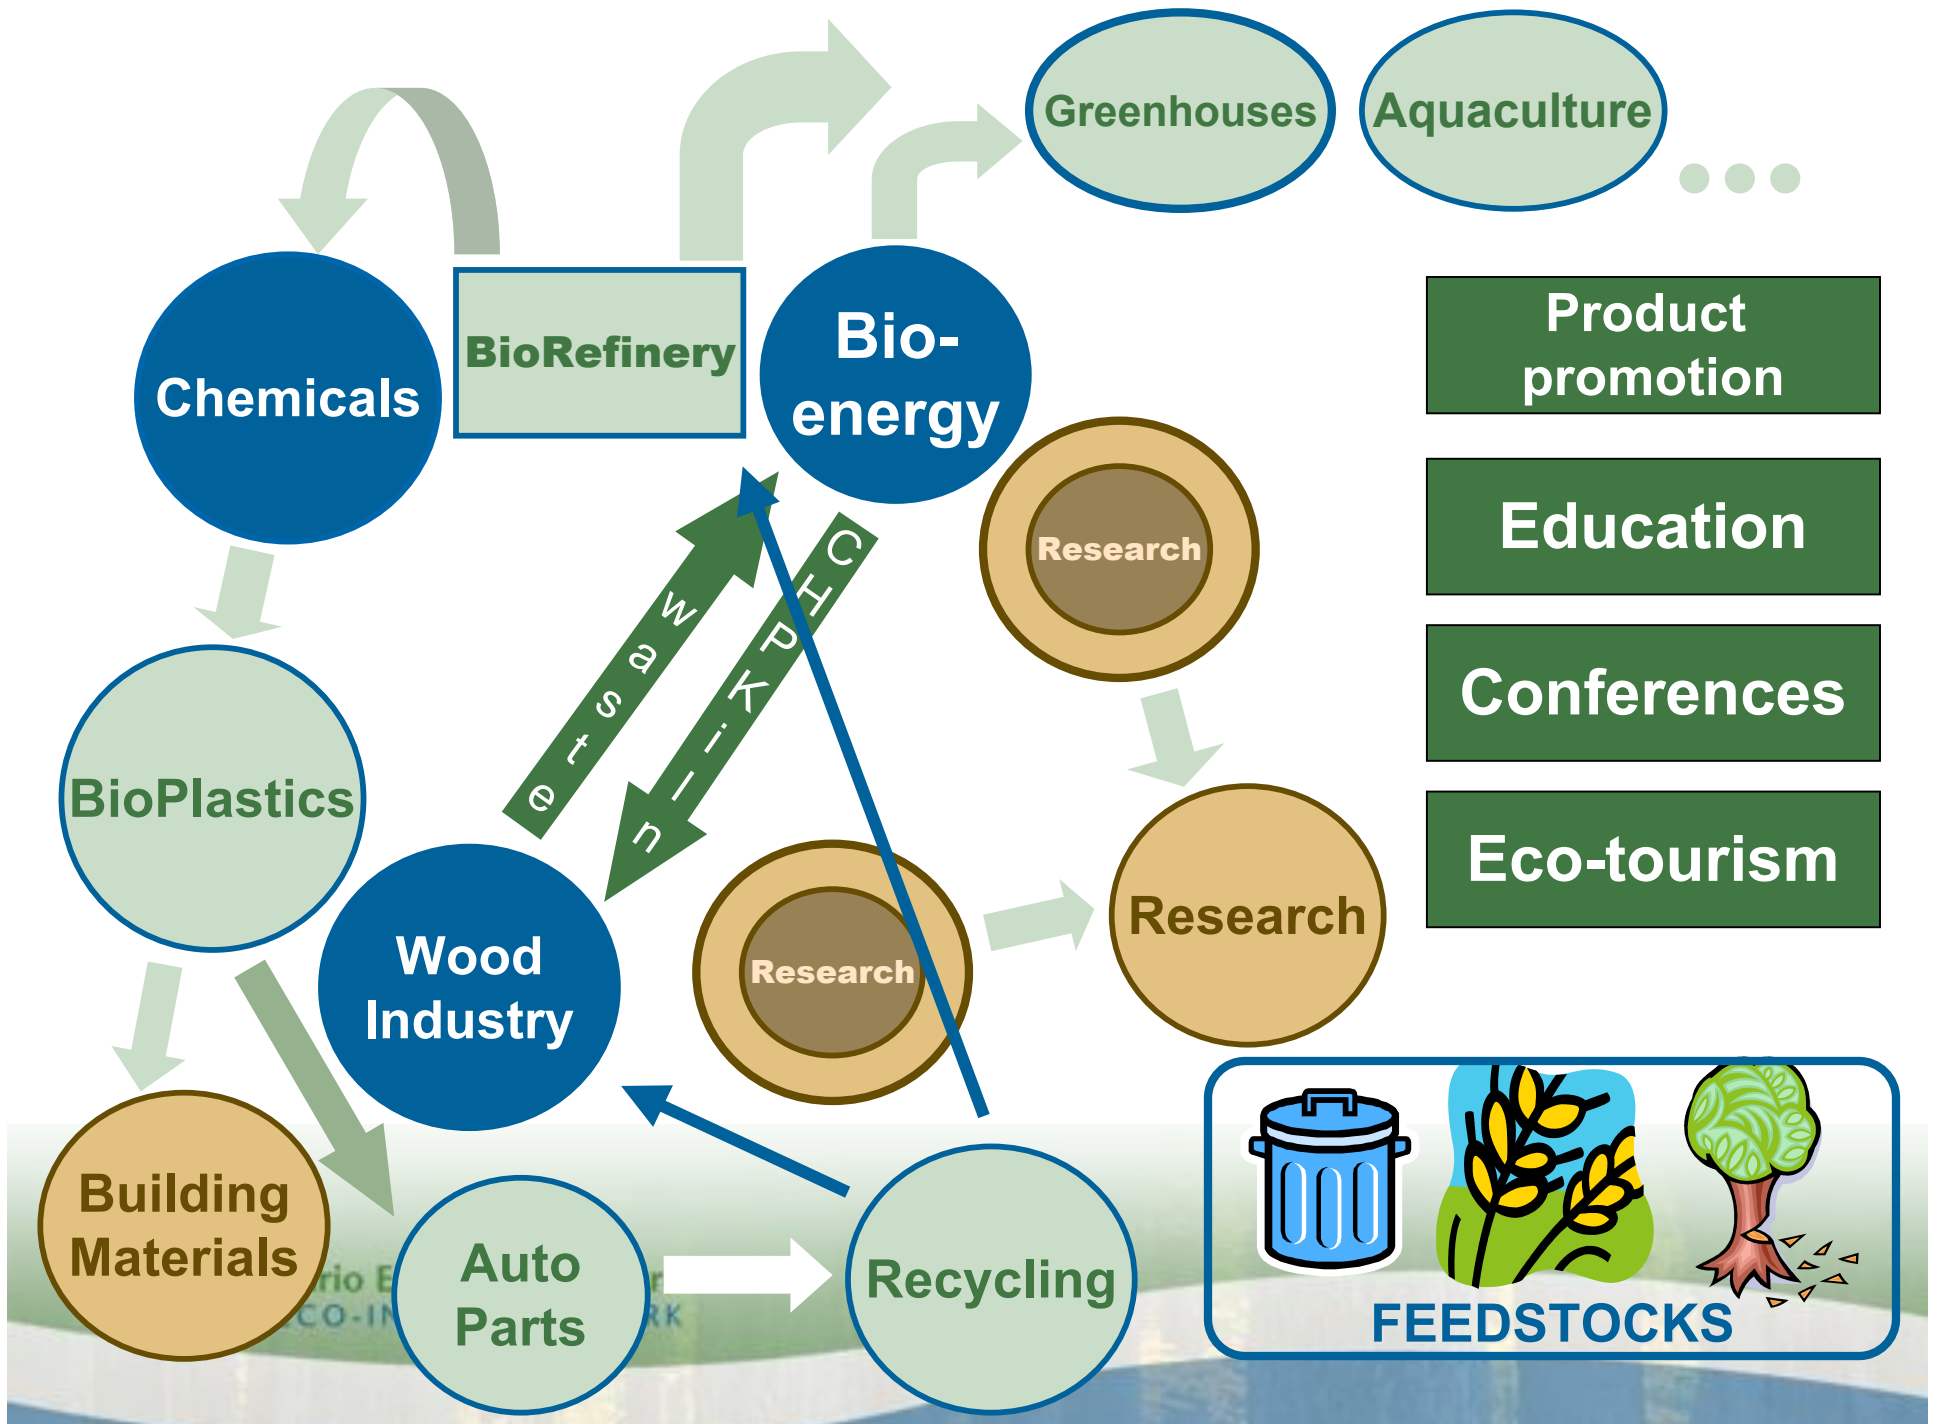 Greenhouses
Aquaculture
Chemicals
BioRefinery
Bio-
energy
Product
promotion
Research
Education
waste
CHP Kiln
Conferences
BioPlastics
Research
Eco-tourism
Wood
Industry
Research
Building
Materials
Auto
Parts
Recycling
FEEDSTOCKS